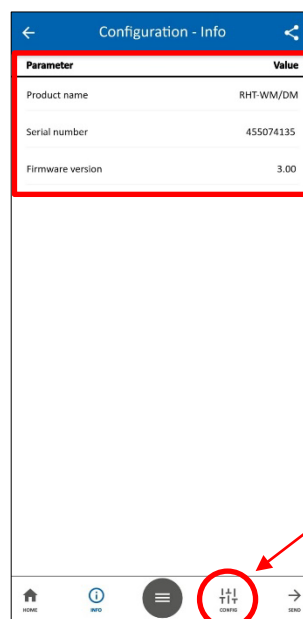 Configuration - Info
Parameter Value
Product name RHT-WM/DM
Serial number 455074135
Firmware version 3.00
HOME INFO CONFIG SEND